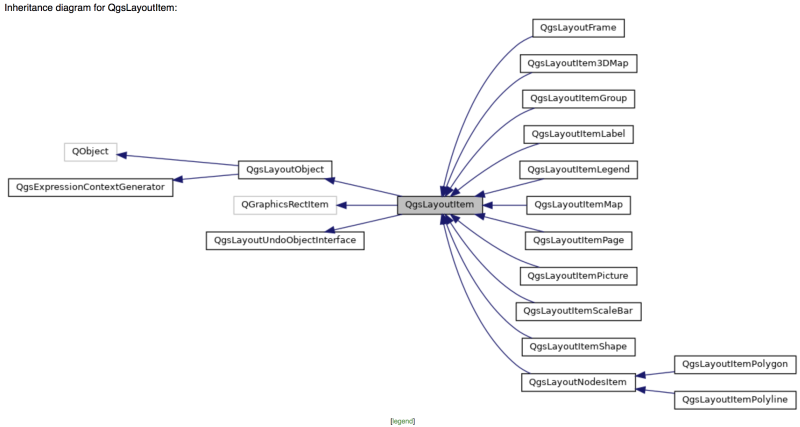 Inheritance diagram for QgsLayoutItem:
QgsLayoutFrame
QgsLayoutItem3DMap
QgsLayoutItemGroup
QgsLayoutItemLabel
QObject
QgsLayoutObject
QgsLayoutItemLegend
QgsExpressionContextGenerator
QGraphicsRectItem
QgsLayoutItem
QgsLayoutItemMap
QgsLayoutUndoObjectInterface
QgsLayoutItemPage
QgsLayoutItemPicture
QgsLayoutItemScaleBar
QgsLayoutItemShape
QgsLayoutItemPolygon
QgsLayoutNodesItem
QgsLayoutItemPolyline
[legend]